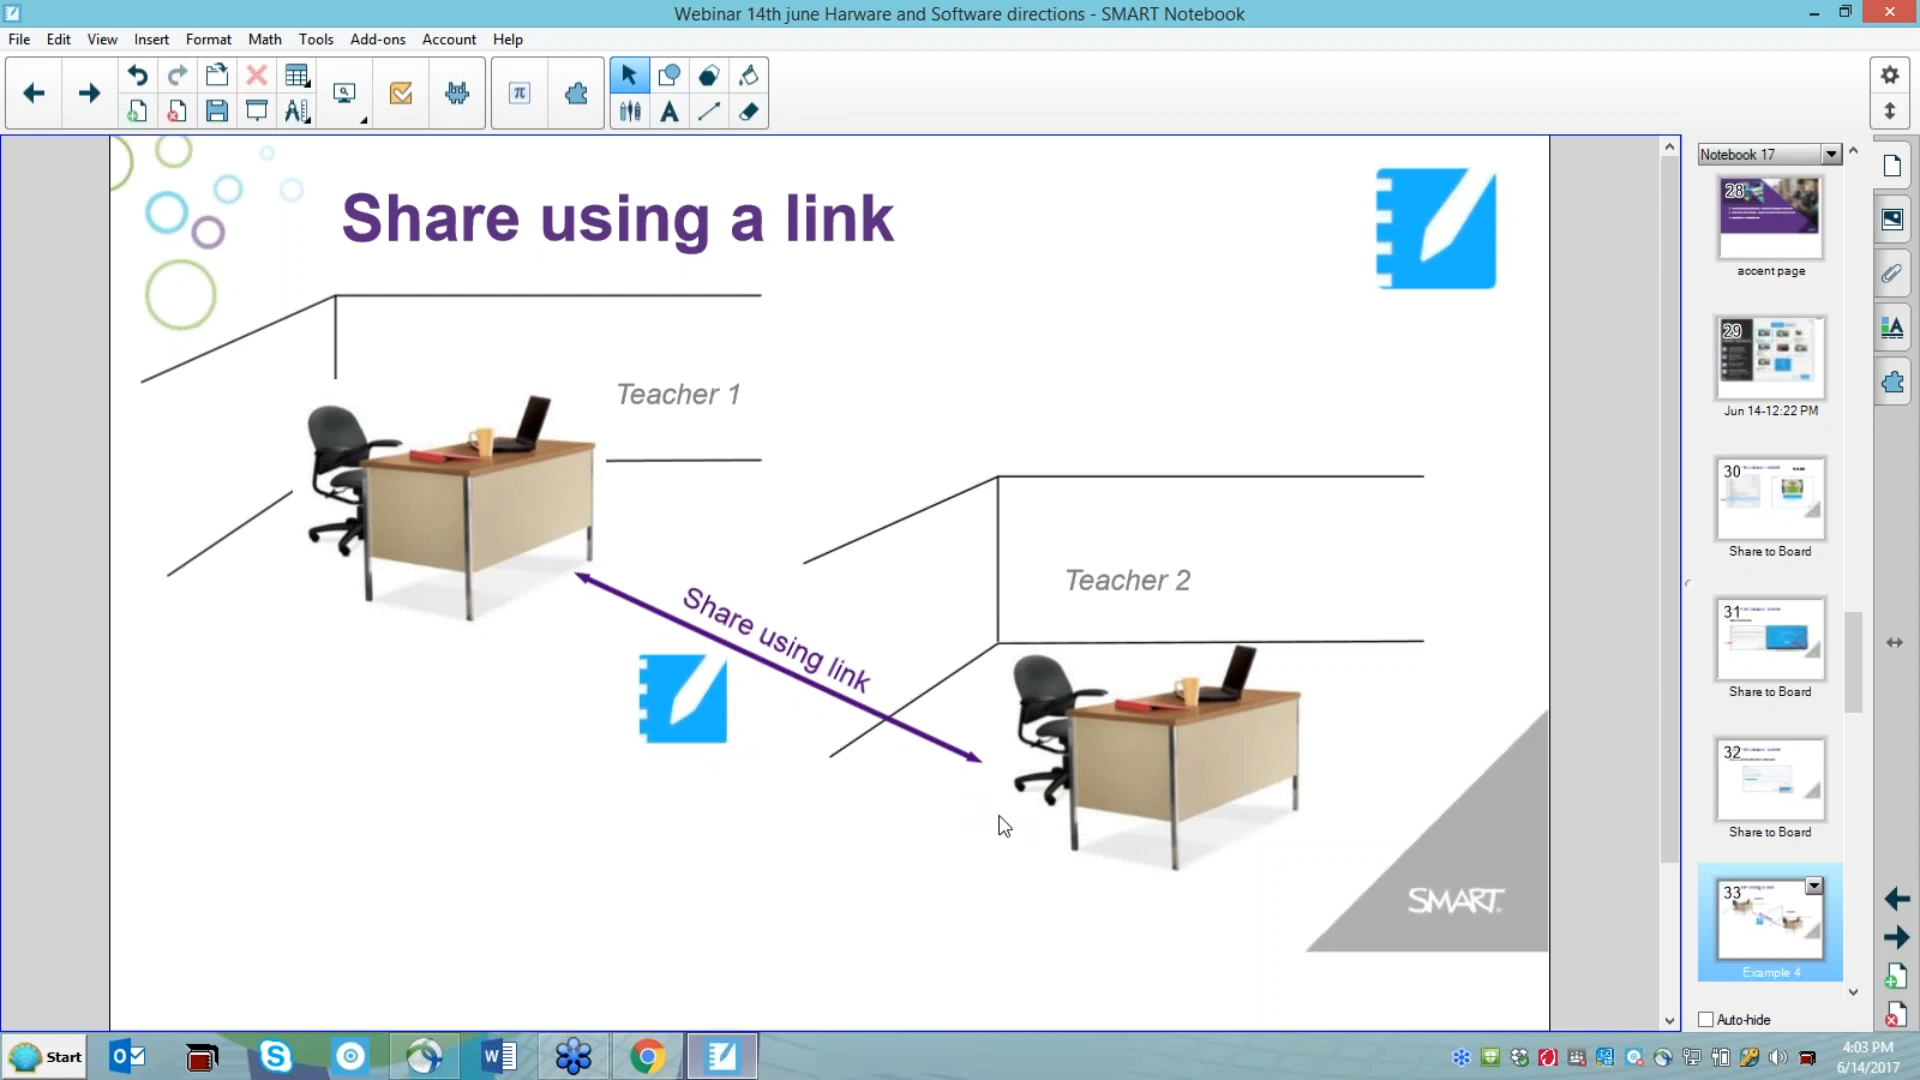 Webinar 14th june Harware and Software directions - SMART Notebook
File Edit View Insert Format Math Tools Add-ons Account Help
Notebook 17
Share using a link
Teacher 1
Teacher 2
Share using link
SMART
28
accent page
29
Jun 14-12:22 PM
30
Share to Board
31
Share to Board
32
Share to Board
33
Example 4
Auto-hide
Start
4:03 PM
6/14/2017